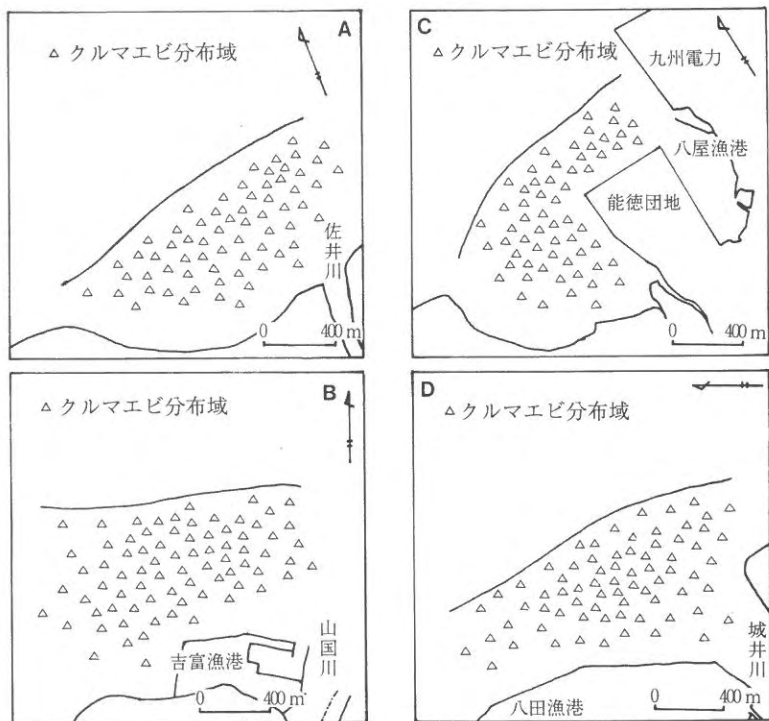 A
△ クルマエビ分布域
佐井川
0 400 m
C
△ クルマエビ分布域
九州電力
八屋漁港
能徳団地
0 400 m
B
△ クルマエビ分布域
吉富漁港
山国川
0 400 m
D
△ クルマエビ分布域
城井川
八田漁港
0 400 m